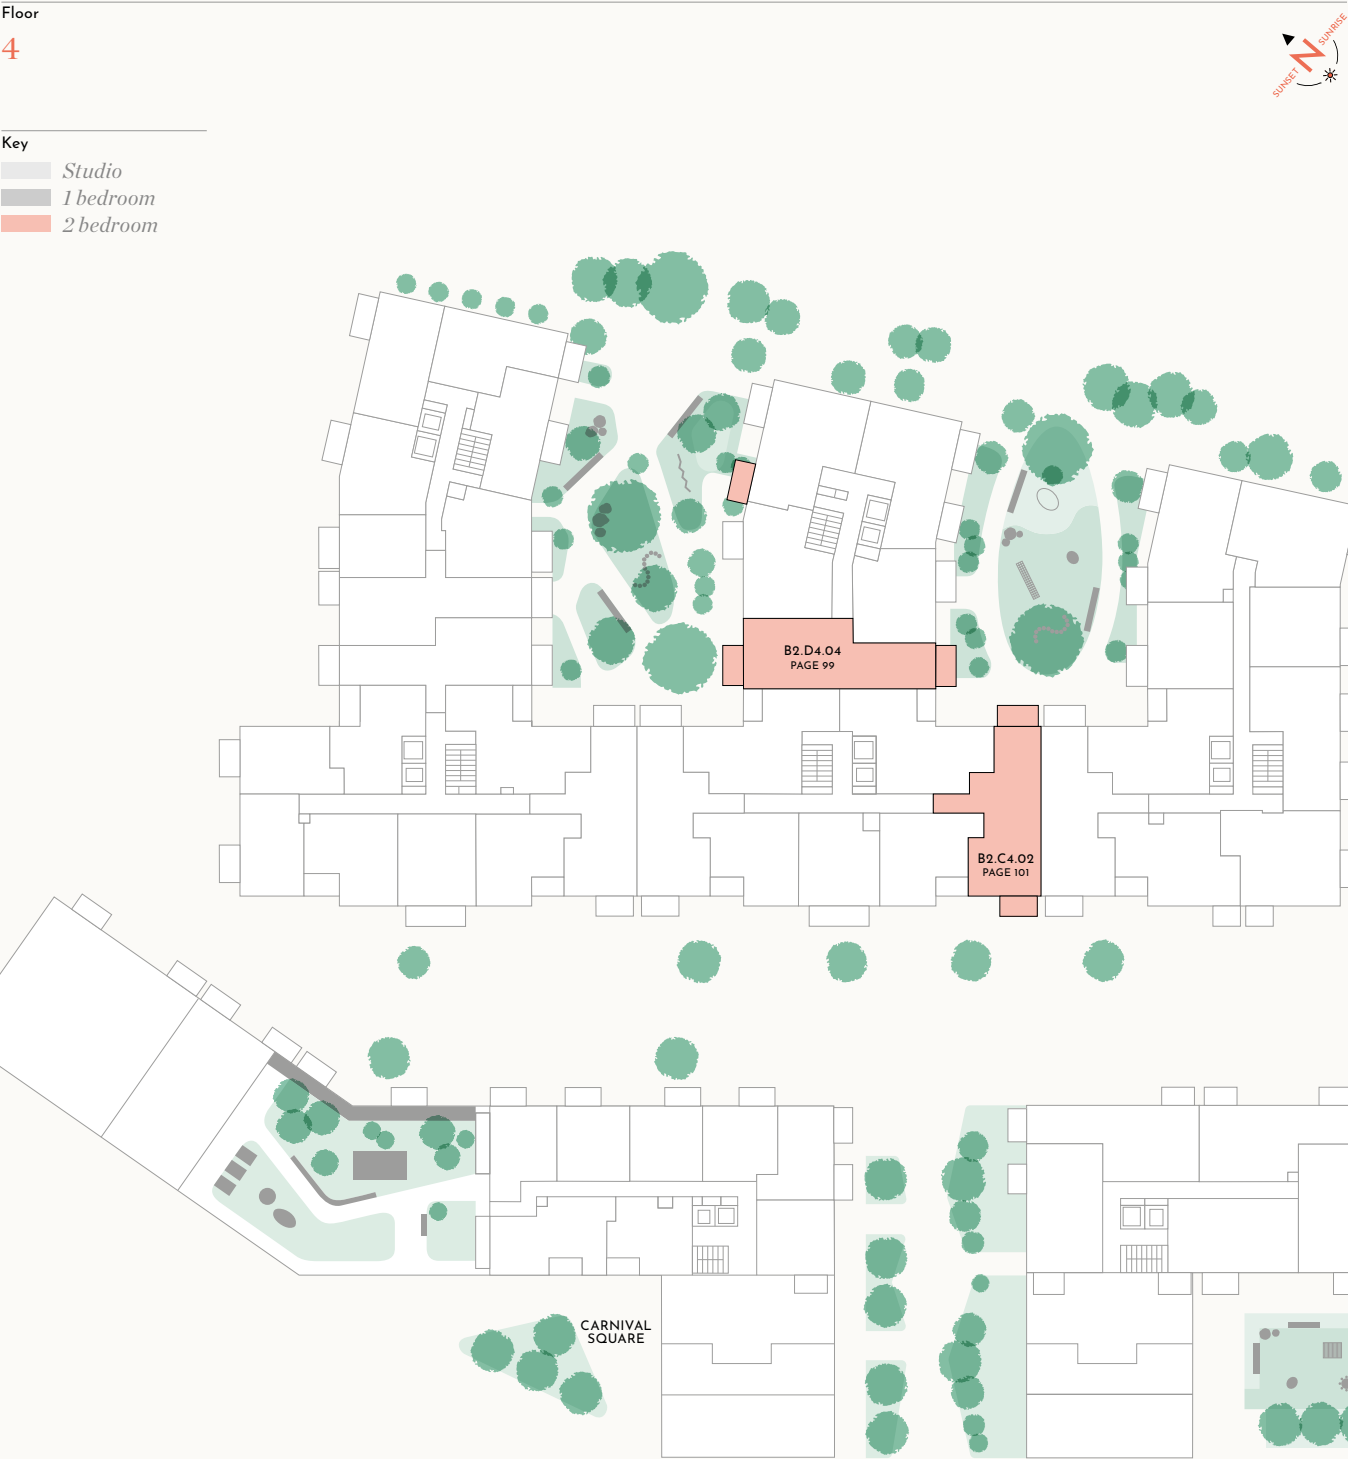 Floor
4
SUNRISE
N
SUNSET
Key
Studio
1 bedroom
2 bedroom
B2.D4.04
PAGE 99
B2.C4.02
PAGE 101
CARNIVAL
SQUARE